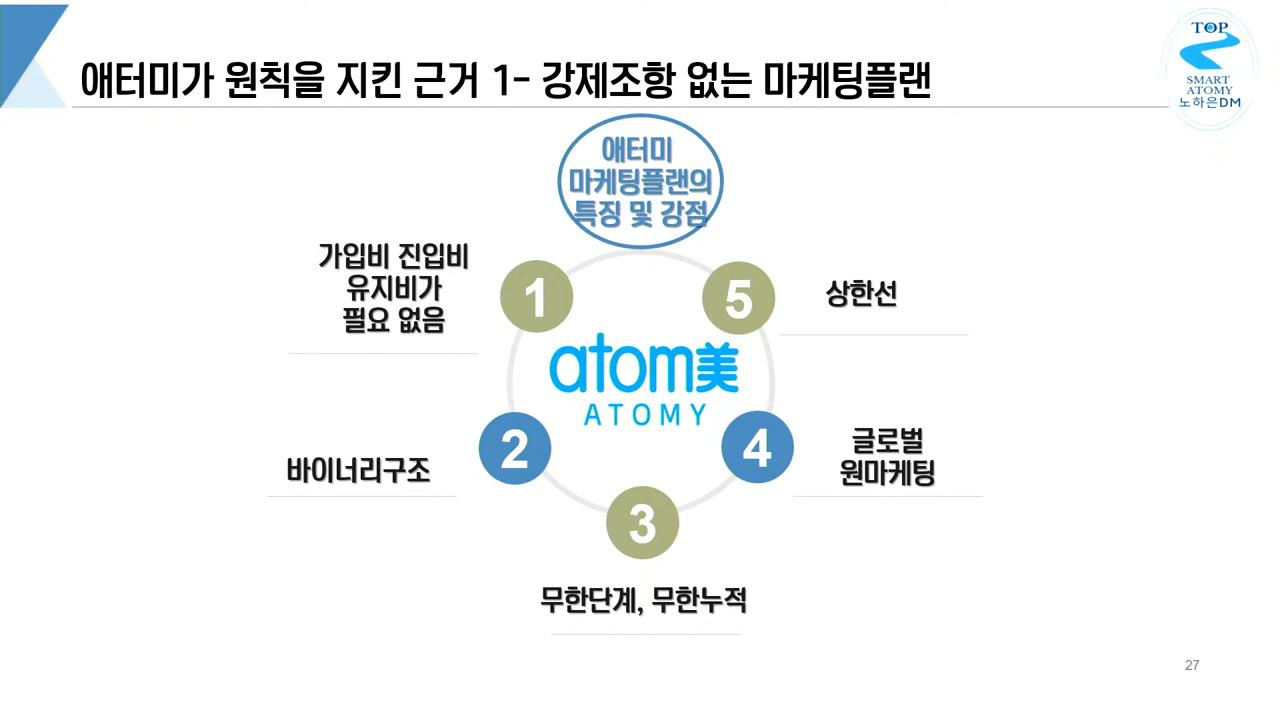 애터미가 원칙을 지킨 근거 1- 강제조항 없는 마케팅플랜
TOP
SMART
ATOMY
노하은DM
애터미
마케팅플랜의
특징 및 강점
가입비 진입비
유지비가
필요 없음
1
5
상한선
atom美
ATOMY
바이너리구조
2
4
글로벌
원마케팅
3
무한단계, 무한누적
27